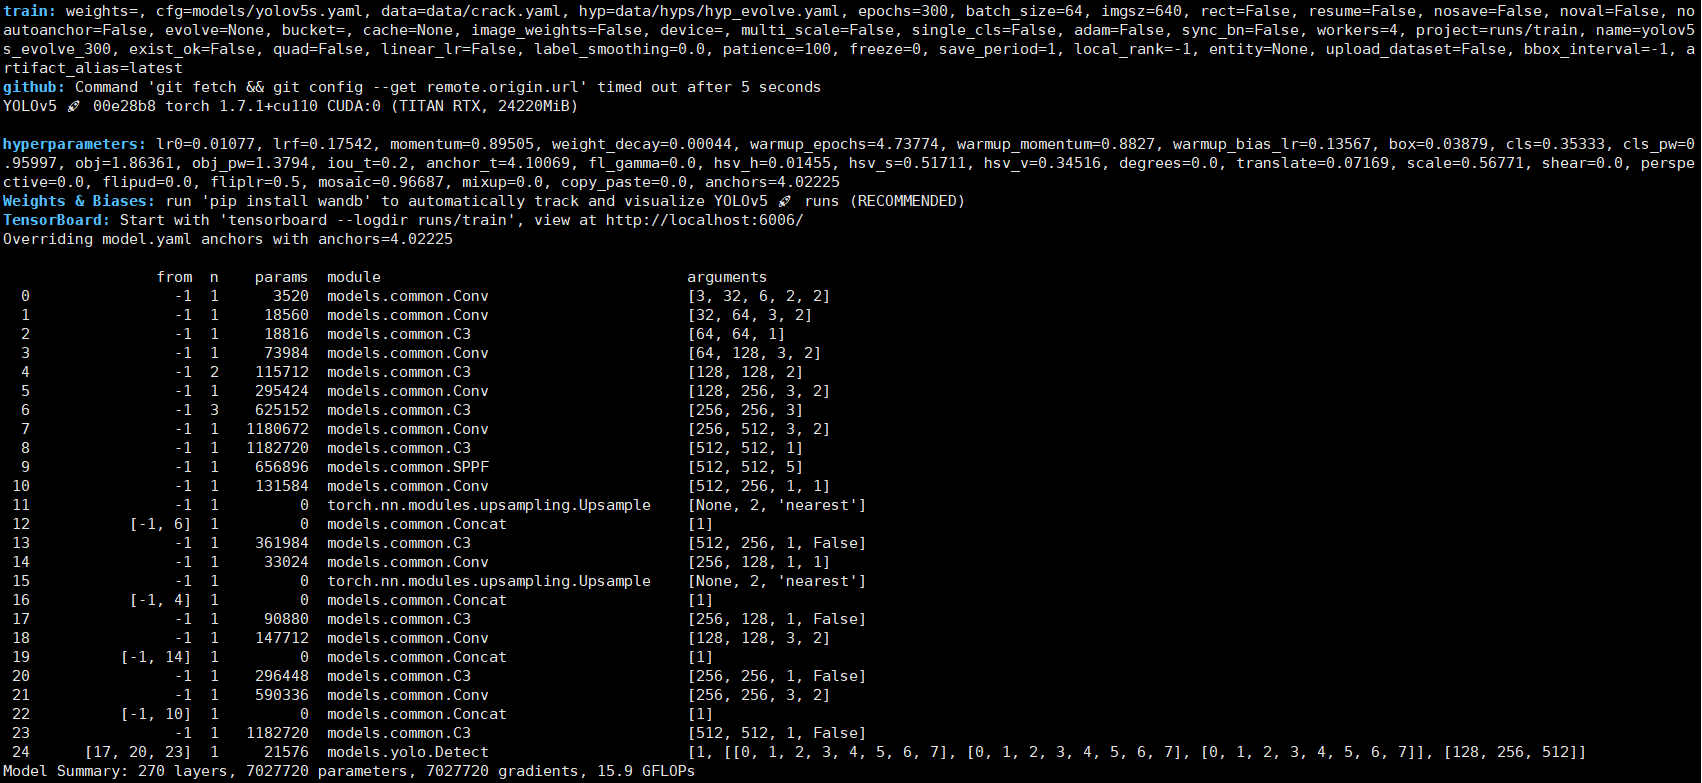 train: weights=, cfg=models/yolov5s.yaml, data=data/crack.yaml, hyp=data/hyps/hyp_evolve.yaml, epochs=300, batch_size=64, imgsz=640, rect=False, resume=False, nosave=False, noval=False, no
autoanchor=False, evolve=None, bucket=, cache=None, image_weights=False, device=, multi_scale=False, single_cls=False, adam=False, sync_bn=False, workers=4, project=runs/train, name=yolov5
s_evolve_300, exist_ok=False, quad=False, linear_lr=False, label_smoothing=0.0, patience=100, freeze=0, save_period=1, local_rank=-1, entity=None, upload_dataset=False, bbox_interval=-1, a
rtifact_alias=latest
github: Command 'git fetch && git config --get remote.origin.url' timed out after 5 seconds
YOLOv5 🚀 00e28b8 torch 1.7.1+cu110 CUDA:0 (TITAN RTX, 24220MiB)
hyperparameters: lr0=0.01077, lrf=0.17542, momentum=0.89505, weight_decay=0.00044, warmup_epochs=4.73774, warmup_momentum=0.8827, warmup_bias_lr=0.13567, box=0.03879, cls=0.35333, cls_pw=0
.95997, obj=1.86361, obj_pw=1.3794, iou_t=0.2, anchor_t=4.10069, fl_gamma=0.0, hsv_h=0.01455, hsv_s=0.51711, hsv_v=0.34516, degrees=0.0, translate=0.07169, scale=0.56771, shear=0.0, perspe
ctive=0.0, flipud=0.0, fliplr=0.5, mosaic=0.96687, mixup=0.0, copy_paste=0.0, anchors=4.02225
Weights & Biases: run 'pip install wandb' to automatically track and visualize YOLOv5 🚀 runs (RECOMMENDED)
TensorBoard: Start with 'tensorboard --logdir runs/train', view at http://localhost:6006/
Overriding model.yaml anchors with anchors=4.02225
from n params module arguments
0 -1 1 3520 models.common.Conv [3, 32, 6, 2, 2]
1 -1 1 18560 models.common.Conv [32, 64, 3, 2]
2 -1 1 18816 models.common.C3 [64, 64, 1]
3 -1 1 73984 models.common.Conv [64, 128, 3, 2]
4 -1 2 115712 models.common.C3 [128, 128, 2]
5 -1 1 295424 models.common.Conv [128, 256, 3, 2]
6 -1 3 625152 models.common.C3 [256, 256, 3]
7 -1 1 1180672 models.common.Conv [256, 512, 3, 2]
8 -1 1 1182720 models.common.C3 [512, 512, 1]
9 -1 1 656896 models.common.SPPF [512, 512, 5]
10 -1 1 131584 models.common.Conv [512, 256, 1, 1]
11 -1 1 0 torch.nn.modules.upsampling.Upsample [None, 2, 'nearest']
12 [-1, 6] 1 0 models.common.Concat [1]
13 -1 1 361984 models.common.C3 [512, 256, 1, False]
14 -1 1 33024 models.common.Conv [256, 128, 1, 1]
15 -1 1 0 torch.nn.modules.upsampling.Upsample [None, 2, 'nearest']
16 [-1, 4] 1 0 models.common.Concat [1]
17 -1 1 90880 models.common.C3 [256, 128, 1, False]
18 -1 1 147712 models.common.Conv [128, 128, 3, 2]
19 [-1, 14] 1 0 models.common.Concat [1]
20 -1 1 296448 models.common.C3 [256, 256, 1, False]
21 -1 1 590336 models.common.Conv [256, 256, 3, 2]
22 [-1, 10] 1 0 models.common.Concat [1]
23 -1 1 1182720 models.common.C3 [512, 512, 1, False]
24 [17, 20, 23] 1 21576 models.yolo.Detect [1, [[0, 1, 2, 3, 4, 5, 6, 7], [0, 1, 2, 3, 4, 5, 6, 7], [0, 1, 2, 3, 4, 5, 6, 7]], [128, 256, 512]]
Model Summary: 270 layers, 7027720 parameters, 7027720 gradients, 15.9 GFLOPs